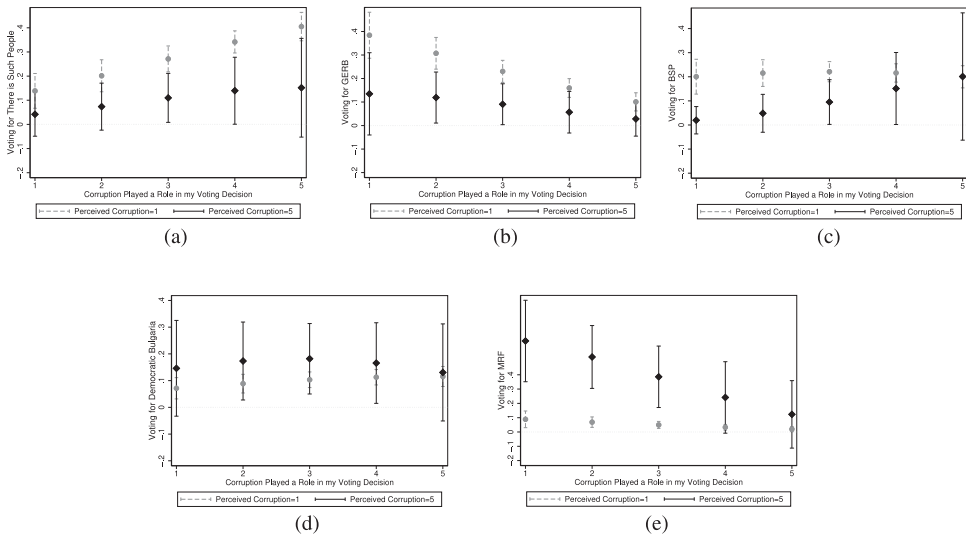 Voting for There is Such People
-.2 -.1 0 .1 .2 .3 .4
1 2 3 4 5
Corruption Played a Role in my Voting Decision
Perceived Corruption=1 Perceived Corruption=5
(a)
Voting for GERB
-.2 -.1 0 .1 .2 .3 .4
1 2 3 4 5
Corruption Played a Role in my Voting Decision
Perceived Corruption=1 Perceived Corruption=5
(b)
Voting for BSP
-.2 -.1 0 .1 .2 .3 .4
1 2 3 4 5
Corruption Played a Role in my Voting Decision
Perceived Corruption=1 Perceived Corruption=5
(c)
Voting for Democratic Bulgaria
-.2 -.1 0 .1 .2 .3 .4
1 2 3 4 5
Corruption Played a Role in my Voting Decision
Perceived Corruption=1 Perceived Corruption=5
(d)
Voting for MRF
-.2 -.1 0 .1 .2 .3 .4
1 2 3 4 5
Corruption Played a Role in my Voting Decision
Perceived Corruption=1 Perceived Corruption=5
(e)